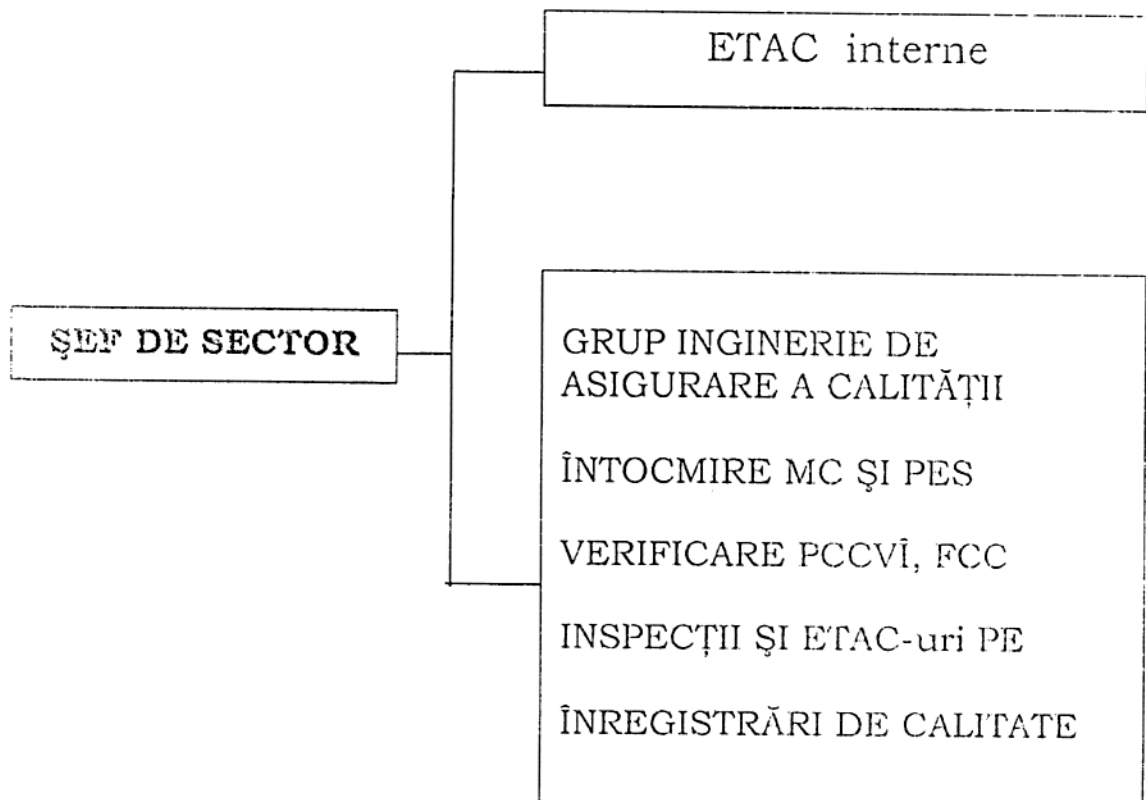 ETAC interne
ŞEF DE SECTOR
GRUP INGINERIE DE
ASIGURARE A CALITĂȚII
ÎNTOCMIRE MC ŞI PES
VERIFICARE PCCVÎ, FCC
INSPECȚII ŞI ETAC-uri PE
ÎNREGISTRĂRI DE CALITATE